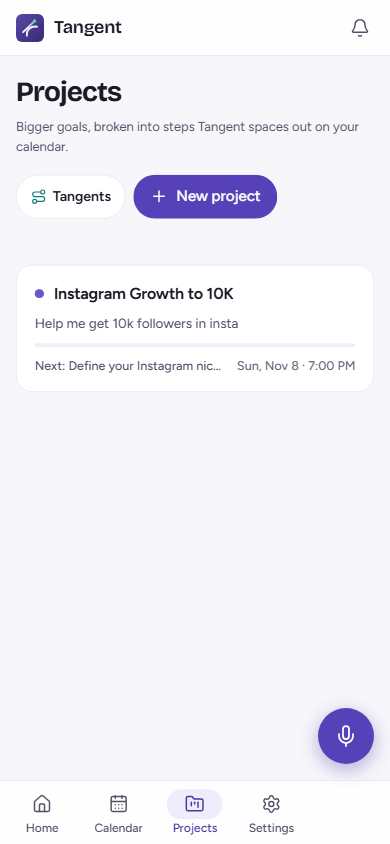 Tangent
Projects
Bigger goals, broken into steps Tangent spaces out on your
calendar.
Tangents
New project
Instagram Growth to 10K
Help me get 10k followers in insta
Next: Define your Instagram nic...
Sun, Nov 8 · 7:00 PM
Home
Calendar
Projects
Settings